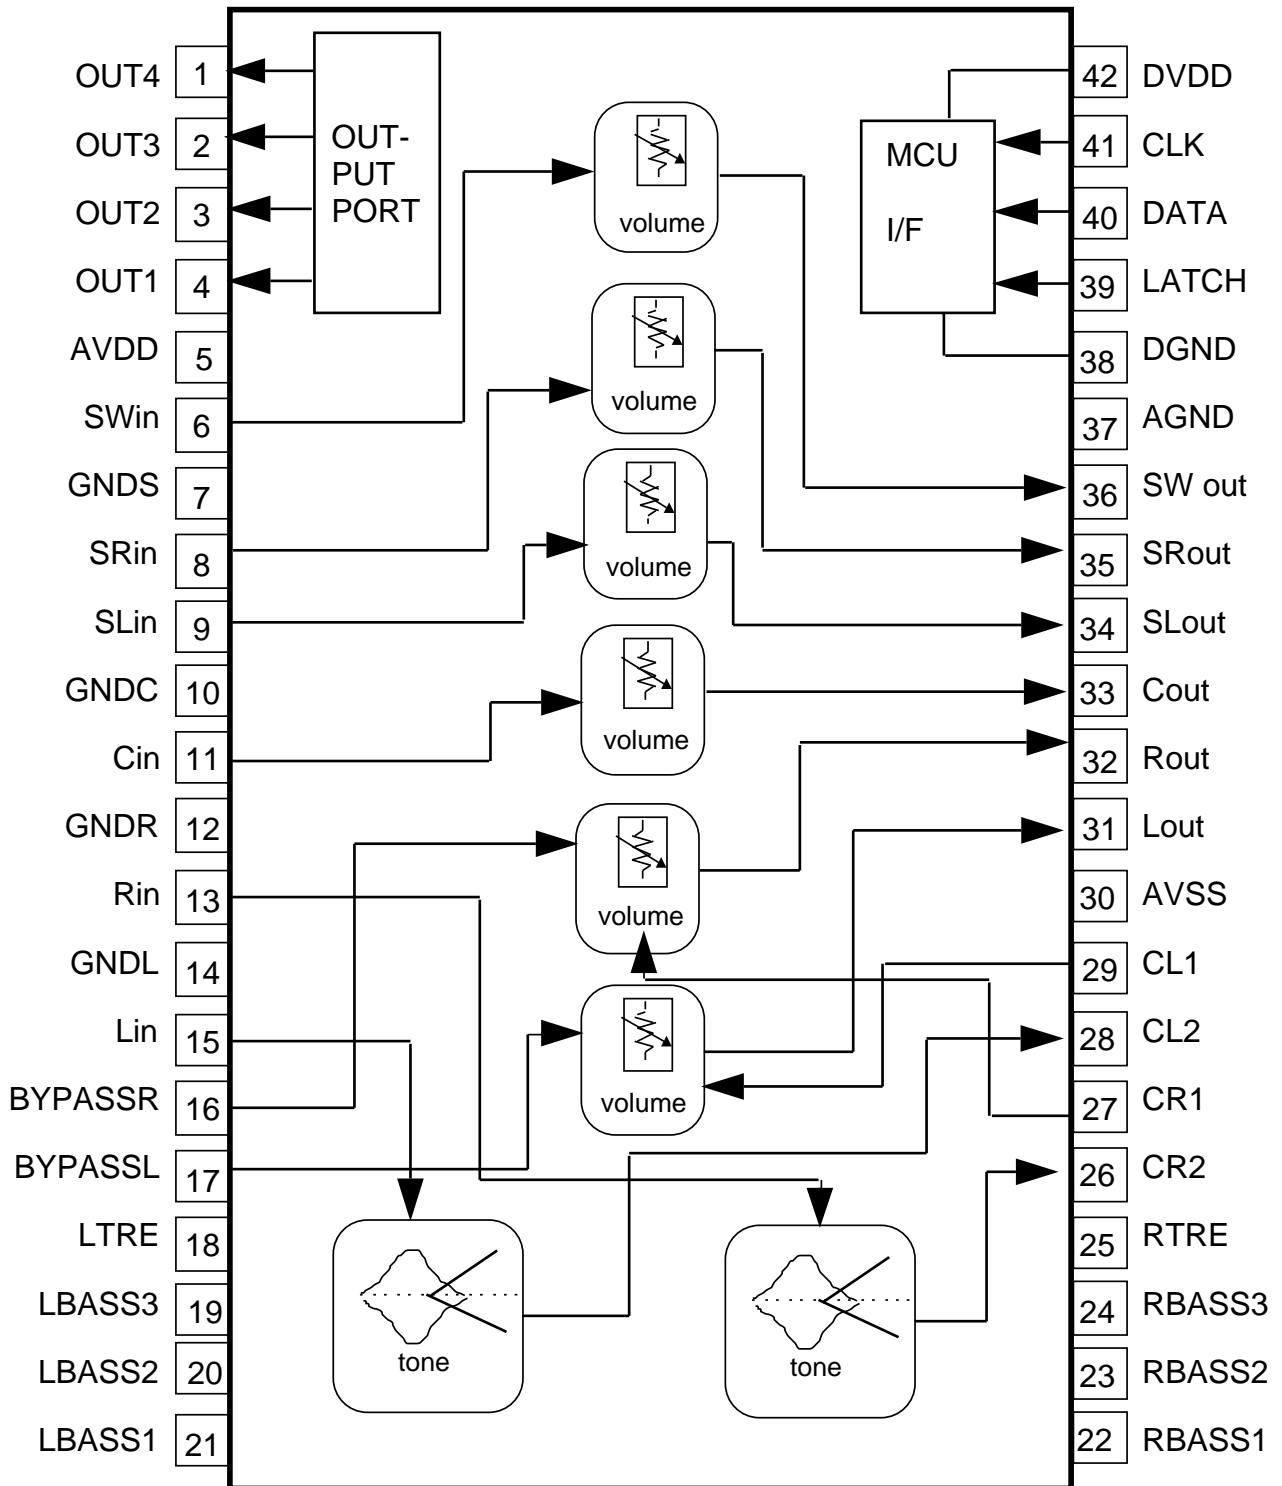 OUT4 1
OUT3 2
OUT2 3
OUT1 4
AVDD 5
SWin 6
GNDS 7
SRin 8
SLin 9
GNDC 10
Cin 11
GNDR 12
Rin 13
GNDL 14
Lin 15
BYPASSR 16
BYPASSL 17
LTRE 18
LBASS3 19
LBASS2 20
LBASS1 21
OUT-
PUT
PORT
volume
volume
volume
volume
volume
volume
tone
tone
MCU
I/F
42 DVDD
41 CLK
40 DATA
39 LATCH
38 DGND
37 AGND
36 SW out
35 SRout
34 SLout
33 Cout
32 Rout
31 Lout
30 AVSS
29 CL1
28 CL2
27 CR1
26 CR2
25 RTRE
24 RBASS3
23 RBASS2
22 RBASS1